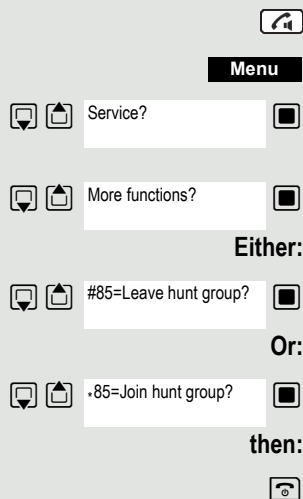 Menu
Service?
More functions?
Either:
#85=Leave hunt group?
Or:
*85=Join hunt group?
then: